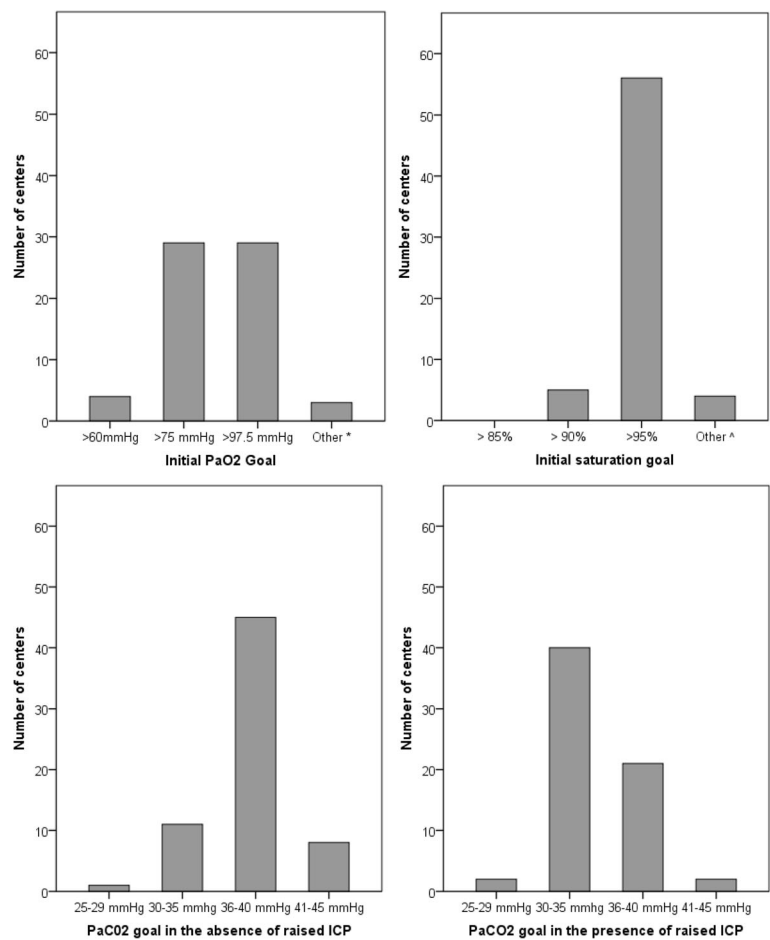 Number of centers
60
50
40
30
20
10
0
>60mmHg >75 mmHg >97.5 mmHg Other *
Initial PaO2 Goal
Number of centers
60
50
40
30
20
10
0
> 85% > 90% >95% Other ^
Initial saturation goal
Number of centers
60
50
40
30
20
10
0
25-29 mmHg 30-35 mmhg 36-40 mmHg 41-45 mmHg
PaC02 goal in the absence of raised ICP
Number of centers
60
50
40
30
20
10
0
25-29 mmHg 30-35 mmHg 36-40 mmHg 41-45 mmHg
PaCO2 goal in the presence of raised ICP